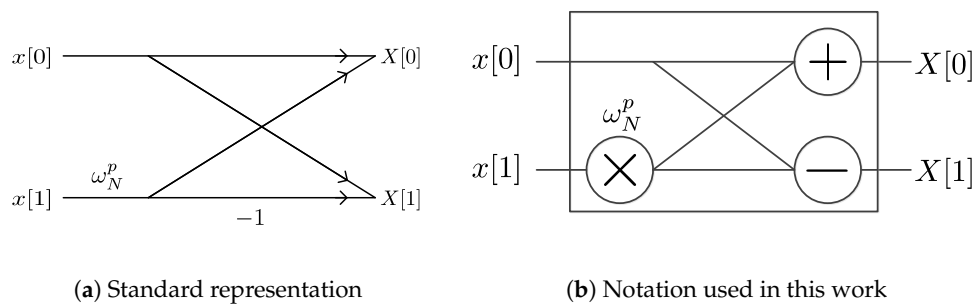 x[0] X[0]
ω_N^p
x[1] X[1]
−1
(a) Standard representation
x[0] + X[0]
ω_N^p
x[1] × − X[1]
(b) Notation used in this work